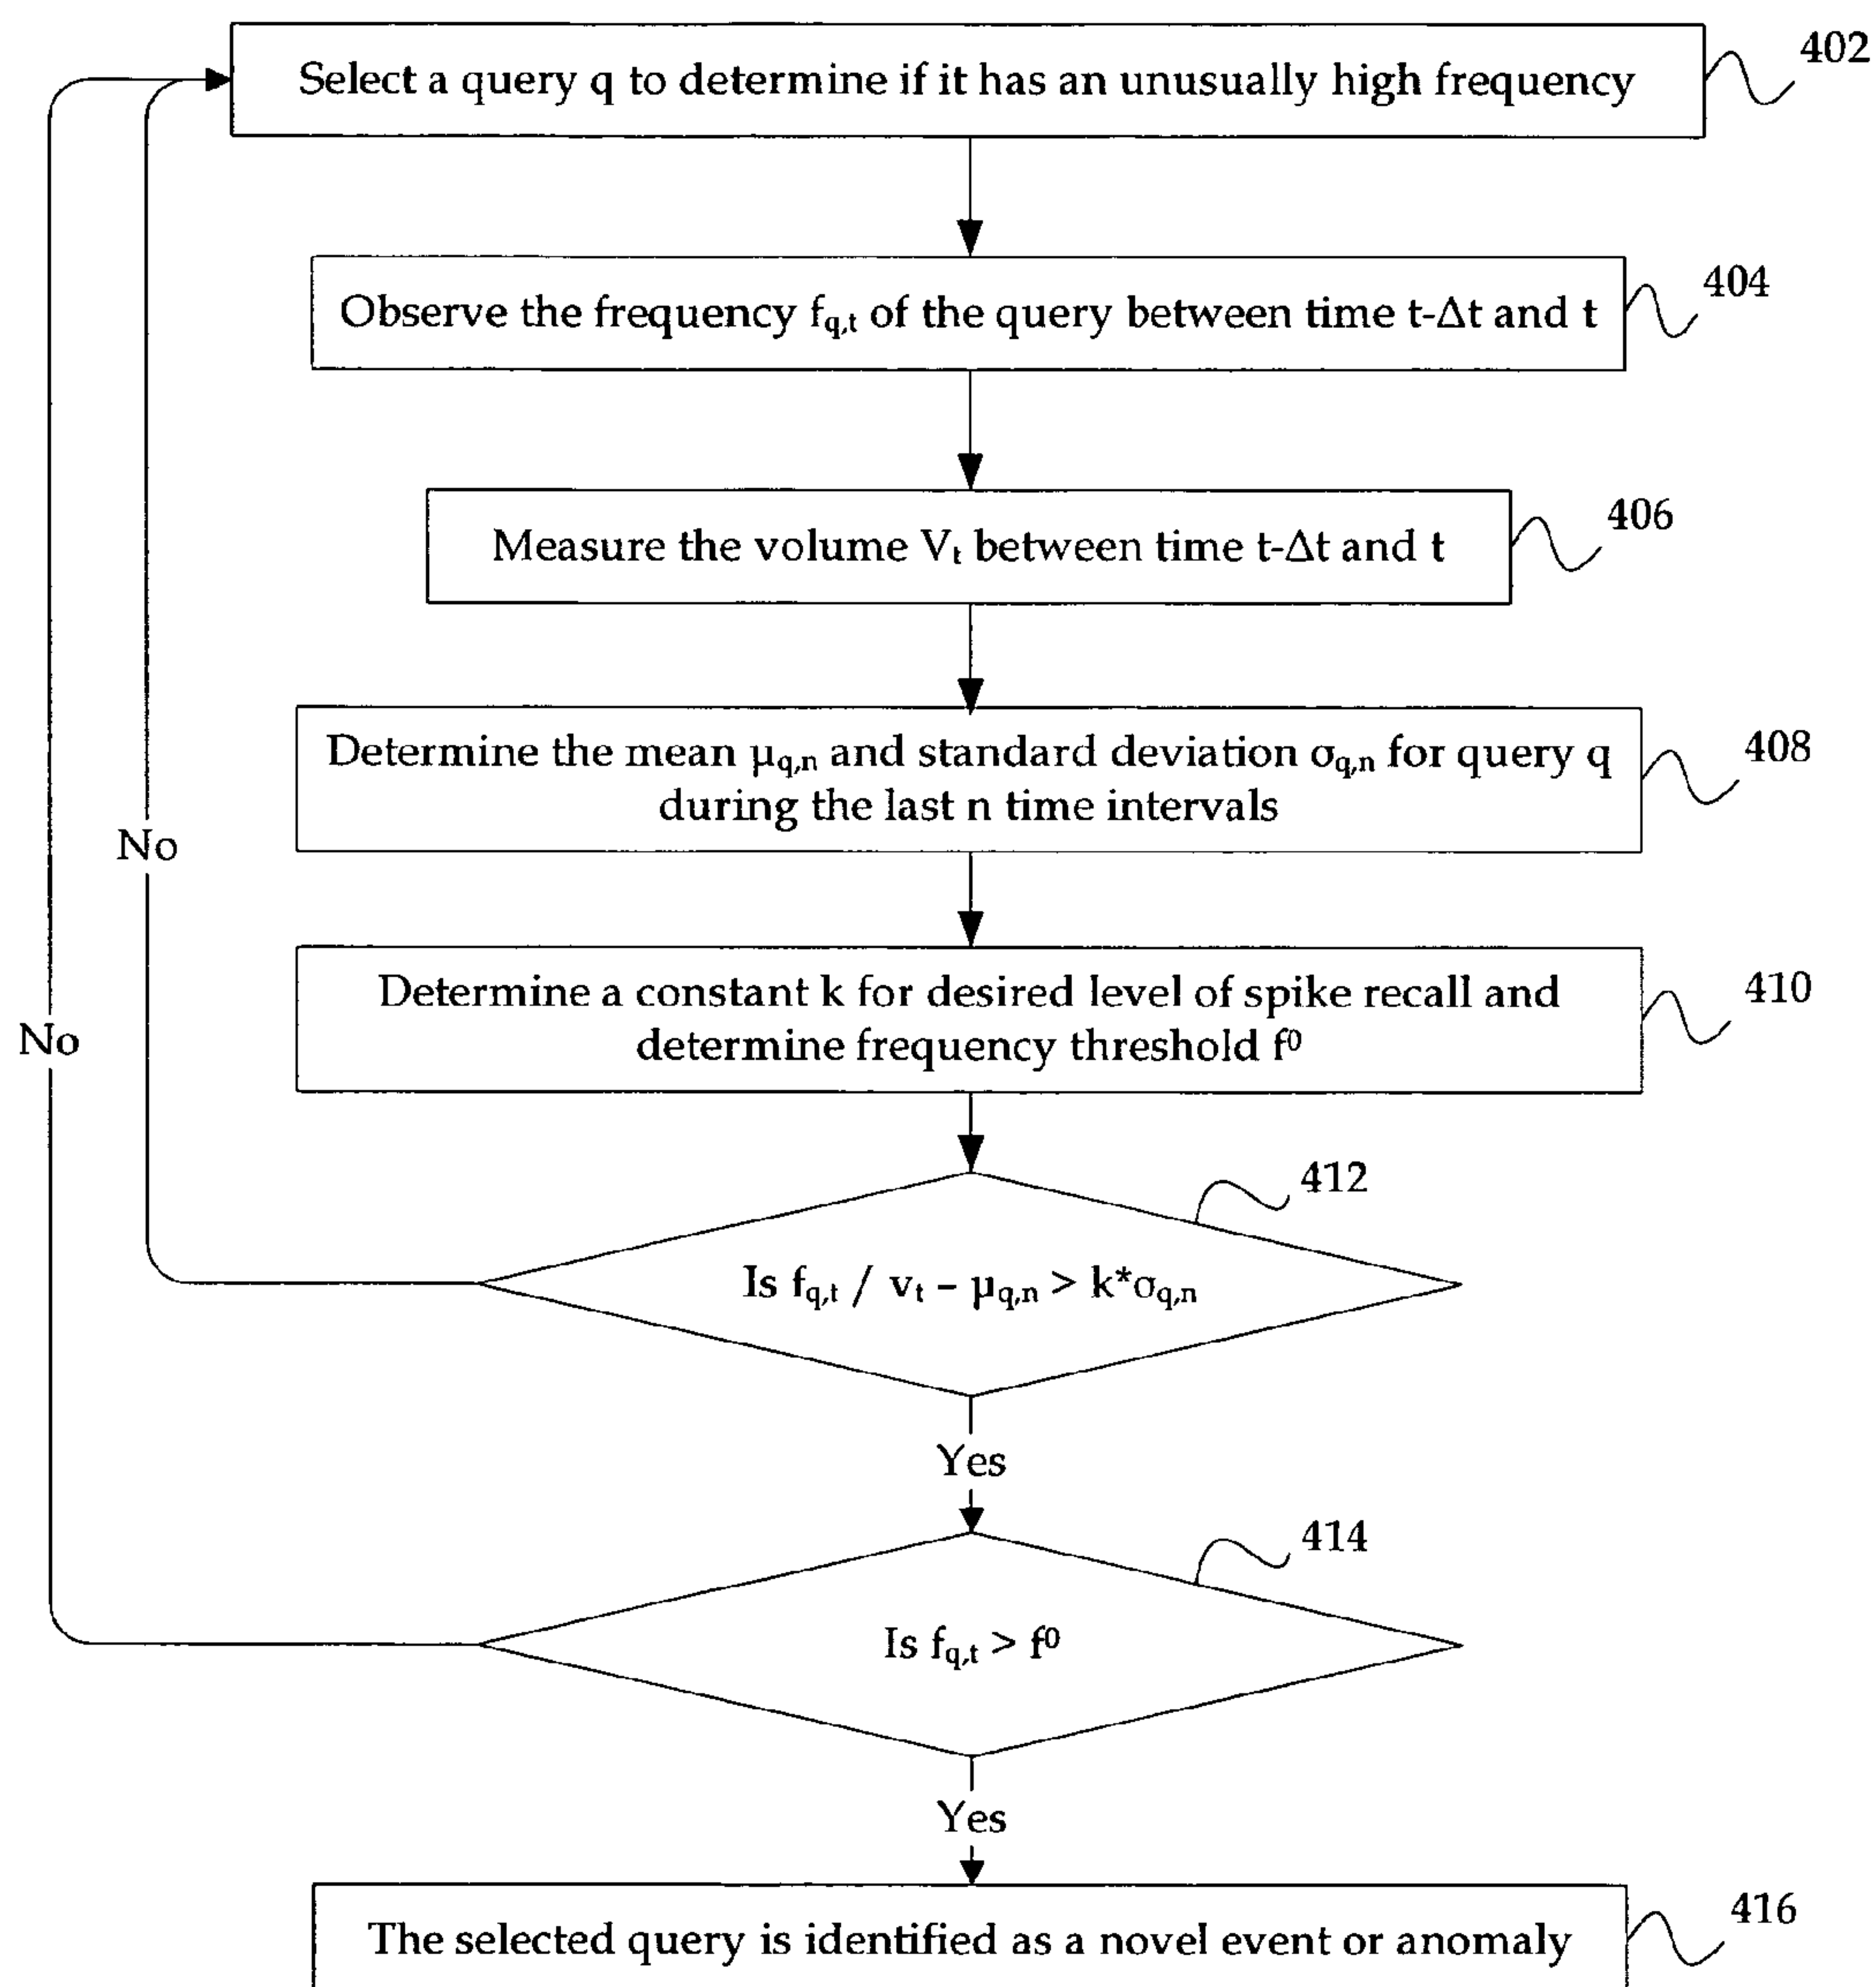 Select a query q to determine if it has an unusually high frequency
402
Observe the frequency f_q,t of the query between time t-Δt and t
404
Measure the volume V_t between time t-Δt and t
406
Determine the mean μ_q,n and standard deviation σ_q,n for query q
during the last n time intervals
408
No
Determine a constant k for desired level of spike recall and
determine frequency threshold f⁰
410
No
412
Is f_q,t / v_t – μ_q,n > k*σ_q,n
Yes
414
Is f_q,t > f⁰
Yes
The selected query is identified as a novel event or anomaly
416